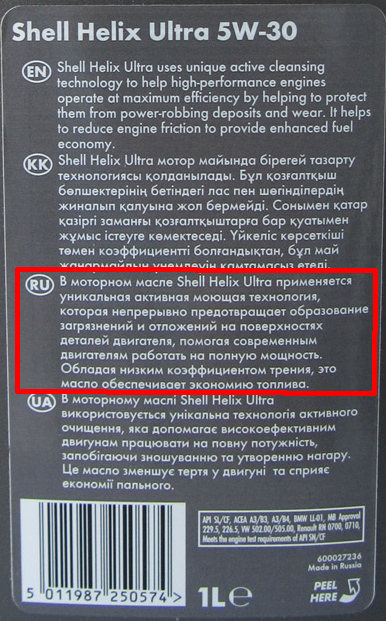 Shell Helix Ultra 5W-30
EN Shell Helix Ultra uses unique active cleansing
technology to help high-performance engines
operate at maximum efficiency by helping to protect
them from power-robbing deposits and wear. It helps
to reduce engine friction to provide enhanced fuel
economy.
KK Shell Helix Ultra мотор майында бірегей тазарту
технологиясы қолданылады. Бұл қозғалтқыш
бөлшектерінің бетіндегі лас пен шөгінділердің
жиналып қалуына жол бермейді. Сонымен қатар
қазіргі заманғы қозғалтқыштарға бар қуатымен
жұмыс істеуге көмектеседі. Үйкеліс көрсеткіші
төмен коэффициентті болғандықтан, бұл май
жанармайдың үнемделуін қамтамасыз етеді.
RU В моторном масле Shell Helix Ultra применяется
уникальная активная моющая технология,
которая непрерывно предотвращает образование
загрязнений и отложений на поверхностях
деталей двигателя, помогая современным
двигателям работать на полную мощность.
Обладая низким коэффициентом трения, это
масло обеспечивает экономию топлива.
UA В моторному маслі Shell Helix Ultra
використовується унікальна технологія активного
очищення, яка допомагає високоефективним
двигунам працювати на повну потужність,
запобігаючи зношуванню та утворенню нагару.
Це масло зменшує тертя у двигуні та сприяє
економії пального.
API SL/CF, ACEA A3/B3, A3/B4, BMW LL-01, MB Approval
229.5, 226.5, VW 502.00/505.00, Renault RN 0700, 0710,
Meets the engine test requirements of API SN/CF
600027236
Made in Russia
5 011987 250574 >
1L e
PEEL
HERE